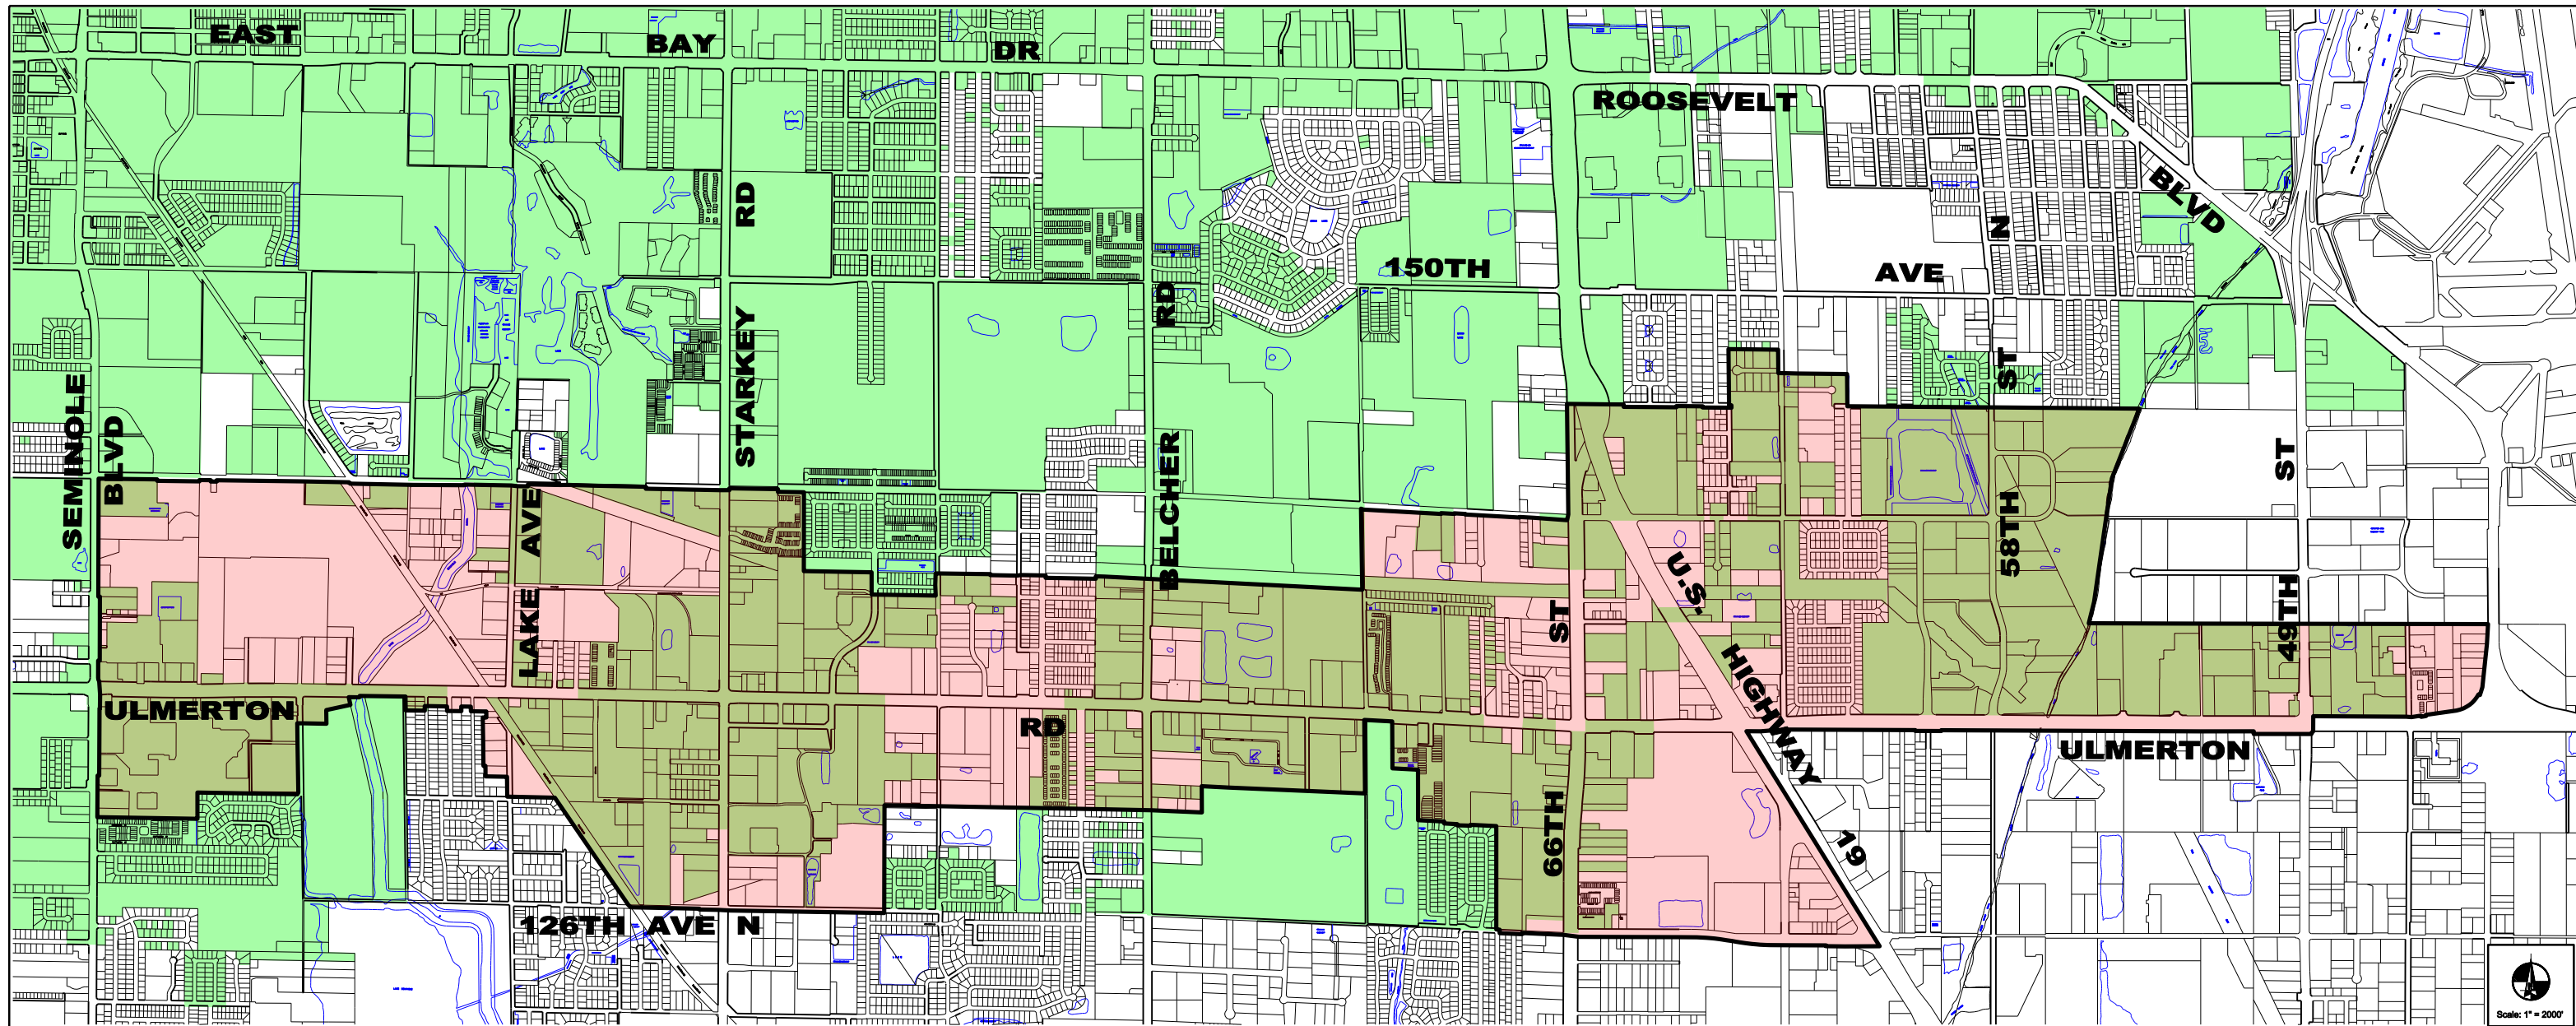 EAST
BAY
DR
ROOSEVELT
BLVD
RD
N
150TH
AVE
RD
STARKEY
SEMINOLE
BLVD
ST
BELCHER
ST
LAKE AVE
58TH
U.S.
ST
49TH
HIGHWAY
ULMERTON
RD
ULMERTON
66TH
19
126TH AVE N
Scale: 1" = 2000'